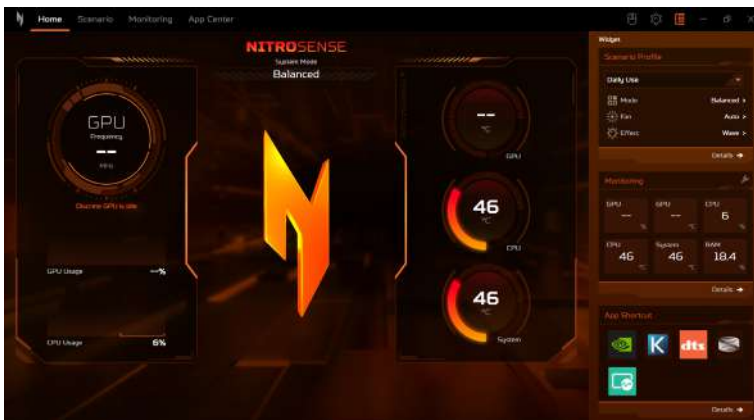 Home Scenario Monitoring App Center
NITROSENSE
System Mode
Balanced
GPU
Frequency
--
MHz
Discrete GPU is idle
GPU Usage --%
CPU Usage 6%
--
°C
GPU
46
°C
CPU
46
°C
System
Widget
Scenario Profile
Daily Use
Mode Balanced >
Fan Auto >
Effect Wave >
Details →
Monitoring
GPU GPU CPU
-- -- 6
% °C %
CPU System RAM
46 46 18.4
°C °C %
Details →
App Shortcut
K dts
Details →